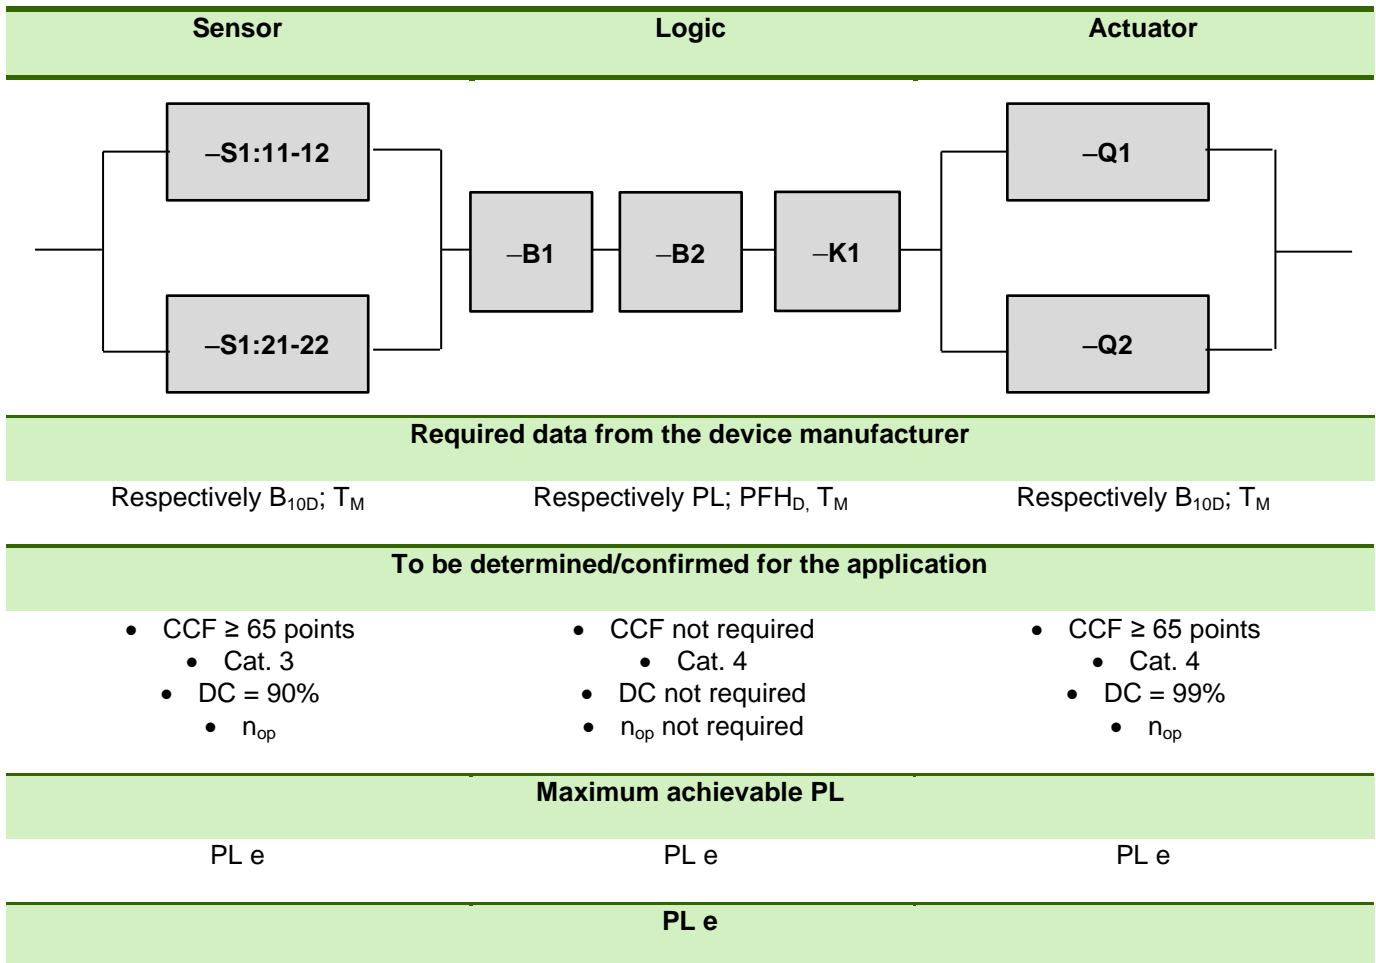 Sensor Logic Actuator
–S1:11-12 –Q1
–B1 –B2 –K1
–S1:21-22 –Q2
Required data from the device manufacturer
Respectively B10D; TM Respectively PL; PFHD, TM Respectively B10D; TM
To be determined/confirmed for the application
• CCF ≥ 65 points • CCF not required • CCF ≥ 65 points
• Cat. 3 • Cat. 4 • Cat. 4
• DC = 90% • DC not required • DC = 99%
• nop • nop not required • nop
Maximum achievable PL
PL e PL e PL e
PL e